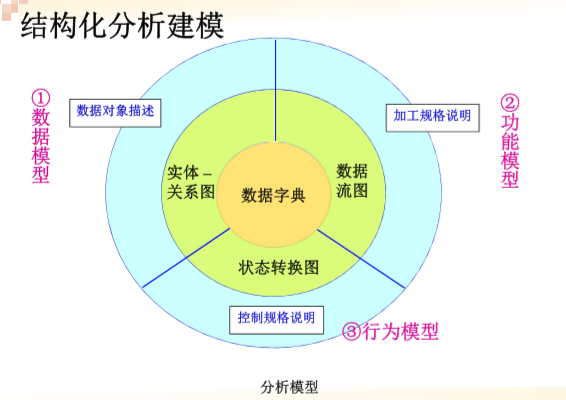 结构化分析建模
①数据模型
数据对象描述
②功能模型
加工规格说明
实体–
关系图
数据
流图
数据字典
状态转换图
控制规格说明
③行为模型
分析模型